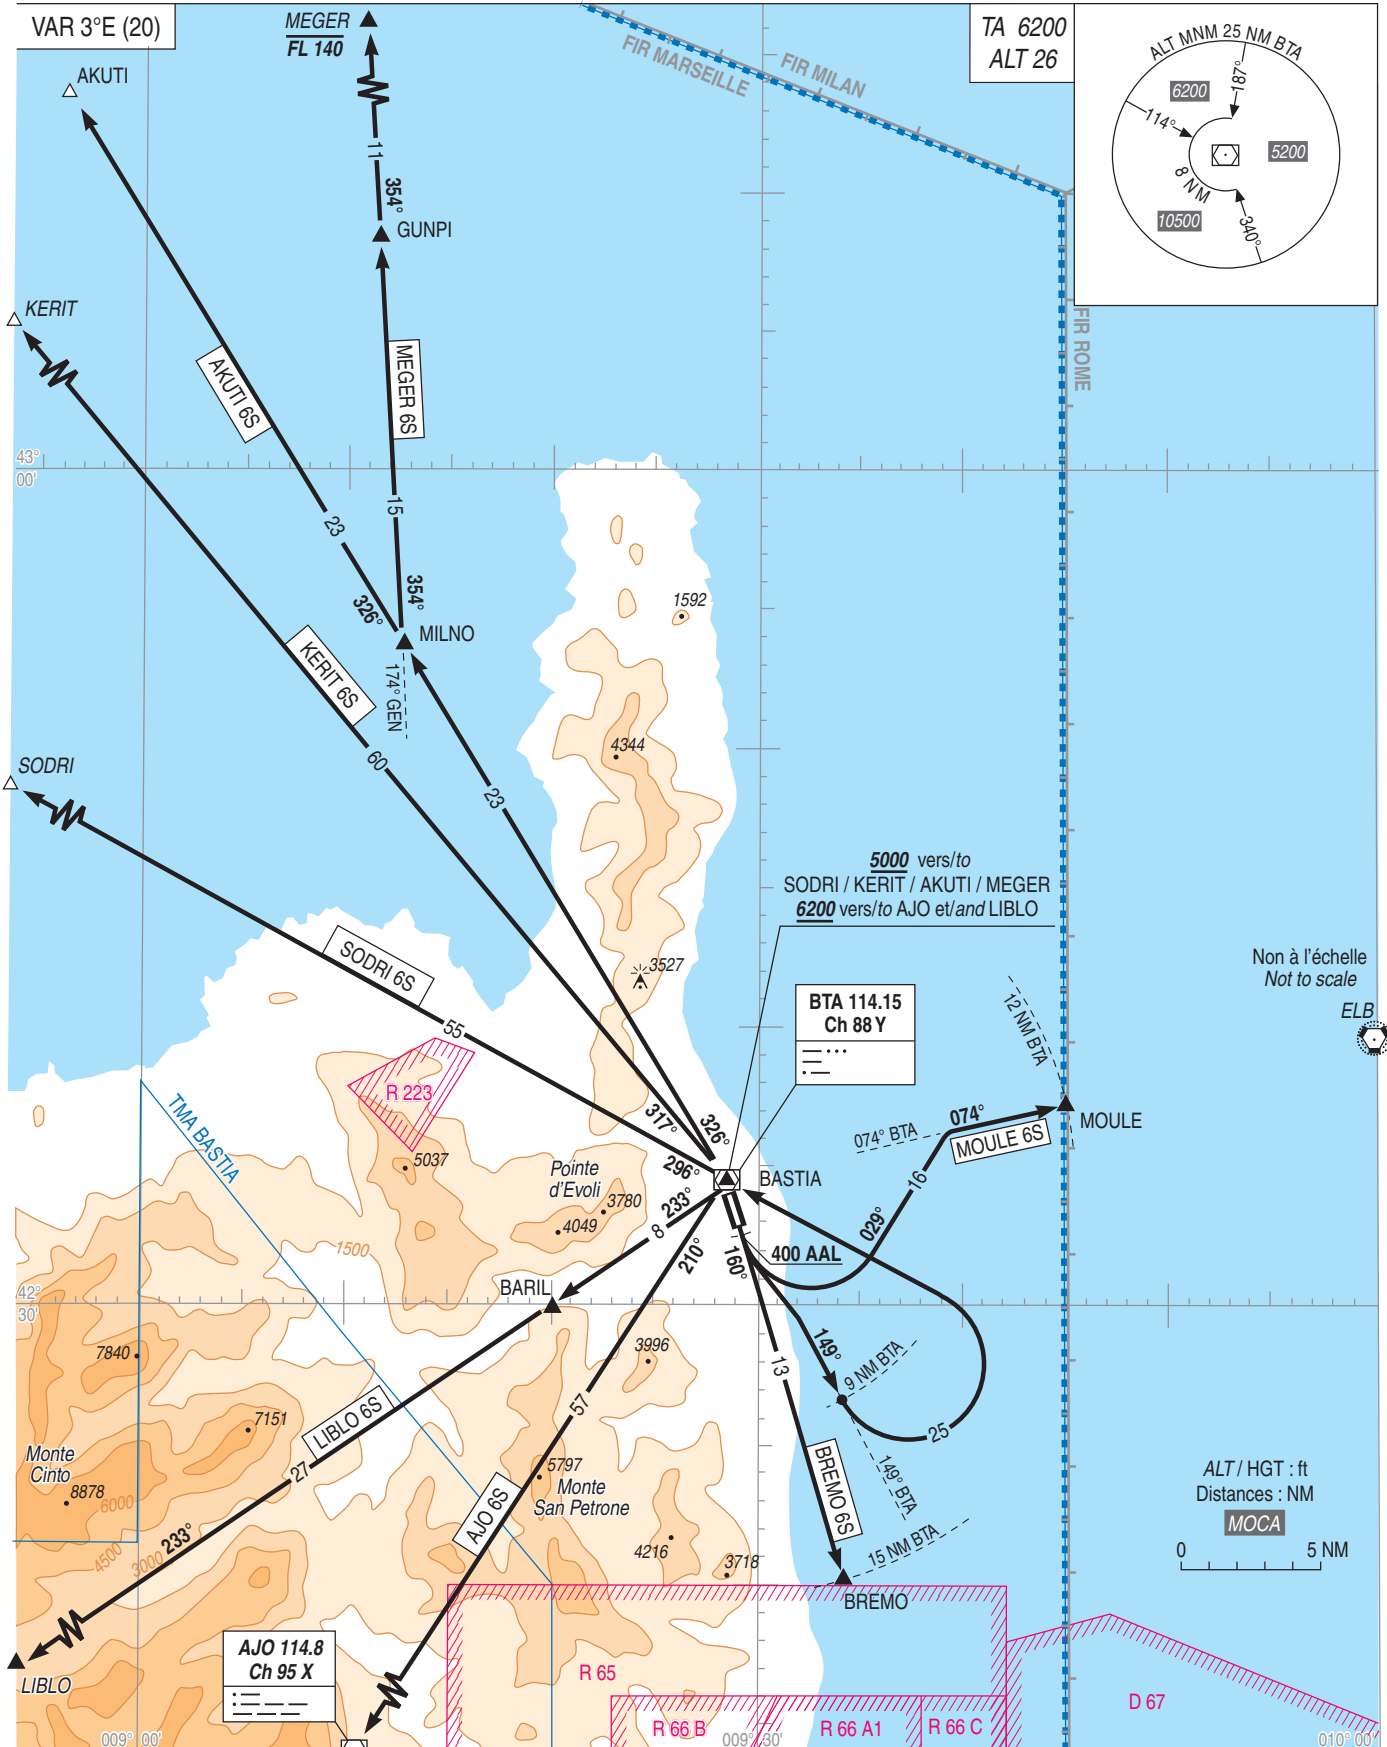 VAR 3°E (20)
MEGER
FL 140
TA 6200
ALT 26
ALT MNM 25 NM BTA
6200
187°
114°
5200
8 NM
10500
340°
FIR MARSEILLE
FIR MILAN
FIR ROME
AKUTI
11
354°
GUNPI
KERIT
AKUTI 6S
MEGER 6S
43°
00'
23
15
326°
354°
MILNO
174° GEN
1592
KERIT 6S
4344
60
23
SODRI
5000 vers/to
SODRI / KERIT / AKUTI / MEGER
6200 vers/to AJO et/and LIBLO
SODRI 6S
3527
Non à l'échelle
Not to scale
ELB
BTA 114.15
Ch 88 Y
12 NM BTA
55
R 223
TMA BASTIA
317°
326°
074° BTA
074°
MOULE 6S
MOULE
5037
296°
BASTIA
Pointe
d'Evoli
3780
4049
233°
8
16
029°
1500
210°
160°
400 AAL
BARIL
42°
30'
7840
3996
149°
9 NM BTA
13
57
7151
LIBLO 6S
25
Monte
Cinto
8878
27
5797
Monte
San Petrone
AJO 6S
BREMO 6S
149° BTA
ALT / HGT : ft
Distances : NM
MOCA
0 5 NM
6000
4500
3000
233°
4216
3718
15 NM BTA
BREMO
LIBLO
AJO 114.8
Ch 95 X
R 65
R 66 B
R 66 A1
R 66 C
D 67
009° 00'
009° 30'
010° 00'